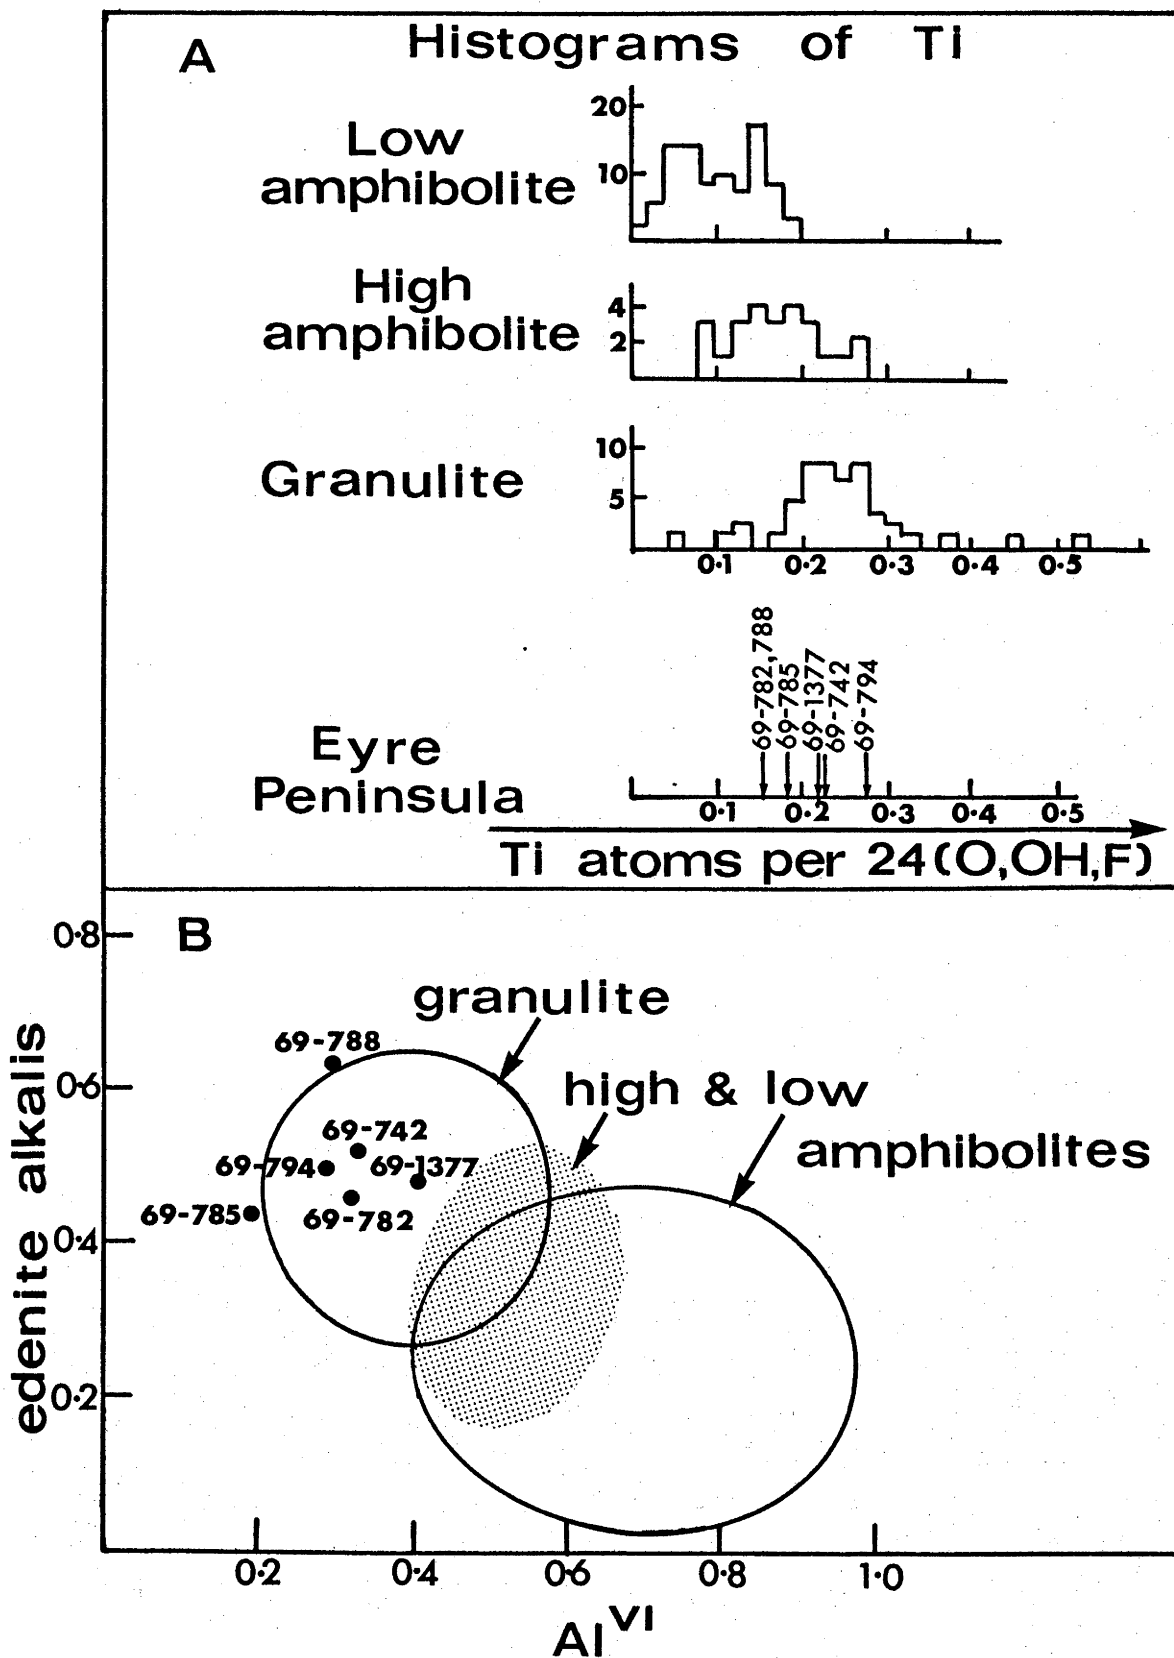 A
Histograms of Ti
20
Low
amphibolite
10
High
amphibolite
4
2
Granulite
10
5
0·1 0·2 0·3 0·4 0·5
69-782,788
69-785
69-1377
69-742
69-794
Eyre
Peninsula
0·1 0·2 0·3 0·4 0·5
Ti atoms per 24(O,OH,F)
B
0·8
granulite
69-788
0·6
high & low
amphibolites
69-742
69-794
69-1377
69-785
69-782
0·4
0·2
edenite alkalis
0·2 0·4 0·6 0·8 1·0
Al^VI